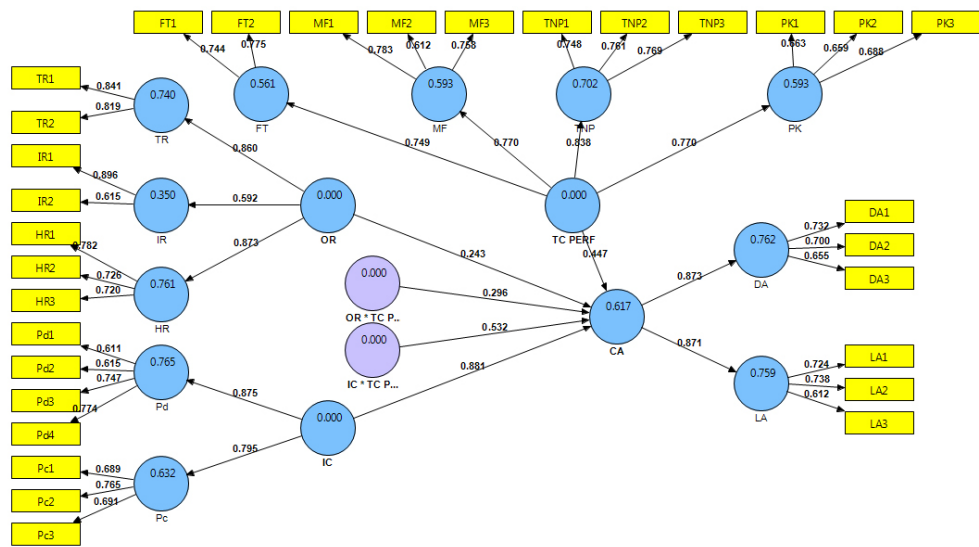 FT1
FT2
MF1
MF2
MF3
TNP1
TNP2
TNP3
PK1
PK2
PK3
0.744
0.775
0.783
0.612
0.758
0.748
0.761
0.769
0.663
0.659
0.688
TR1
0.841
TR2
0.819
0.740
TR
0.561
FT
0.593
MF
0.702
TNP
0.593
PK
0.860
0.749
0.770
0.838
0.770
IR1
0.896
IR2
0.615
0.350
IR
0.592
0.000
OR
0.000
TC PERF
HR1
0.782
HR2
0.726
HR3
0.720
0.761
HR
0.873
0.243
0.447
0.000
OR * TC P...
0.296
0.000
IC * TC P...
0.532
0.617
CA
0.873
0.762
DA
0.732
DA1
0.700
DA2
0.655
DA3
Pd1
0.611
Pd2
0.615
Pd3
0.747
Pd4
0.774
0.765
Pd
0.875
0.881
0.871
0.759
LA
0.724
LA1
0.738
LA2
0.612
LA3
0.000
IC
0.795
Pc1
0.689
Pc2
0.765
Pc3
0.691
0.632
Pc